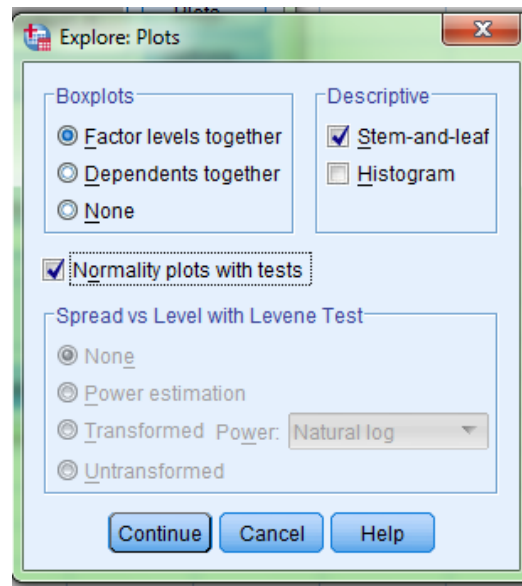 Plots
Explore: Plots
Boxplots
Factor levels together
Dependents together
None
Descriptive
Stem-and-leaf
Histogram
Normality plots with tests
Spread vs Level with Levene Test
None
Power estimation
Transformed Power: Natural log
Untransformed
Continue Cancel Help